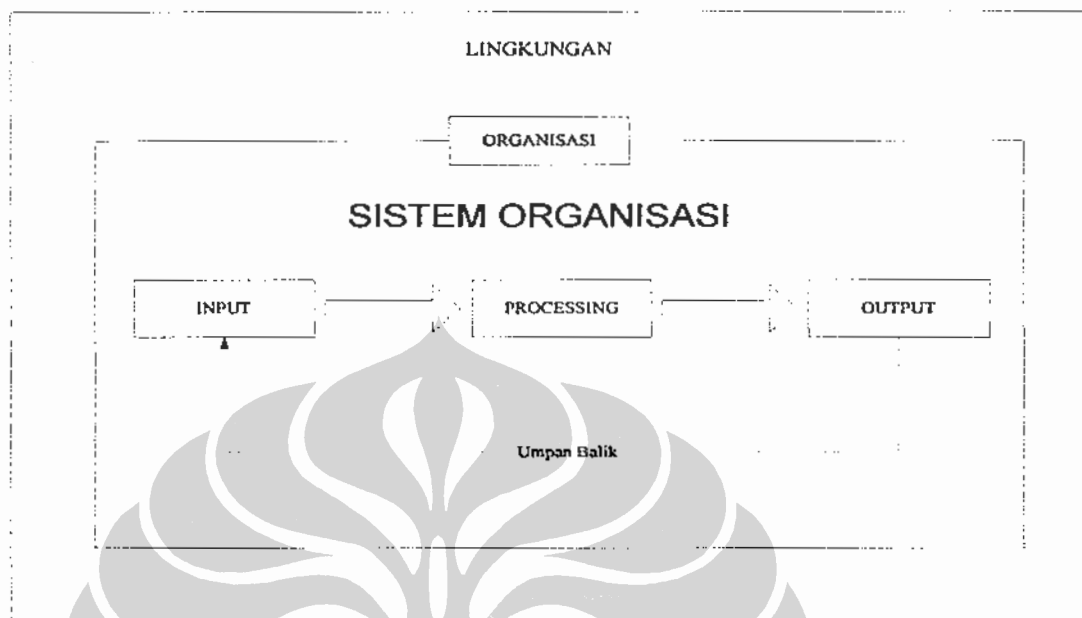 LINGKUNGAN
ORGANISASI
SISTEM ORGANISASI
INPUT
PROCESSING
OUTPUT
Umpan Balik